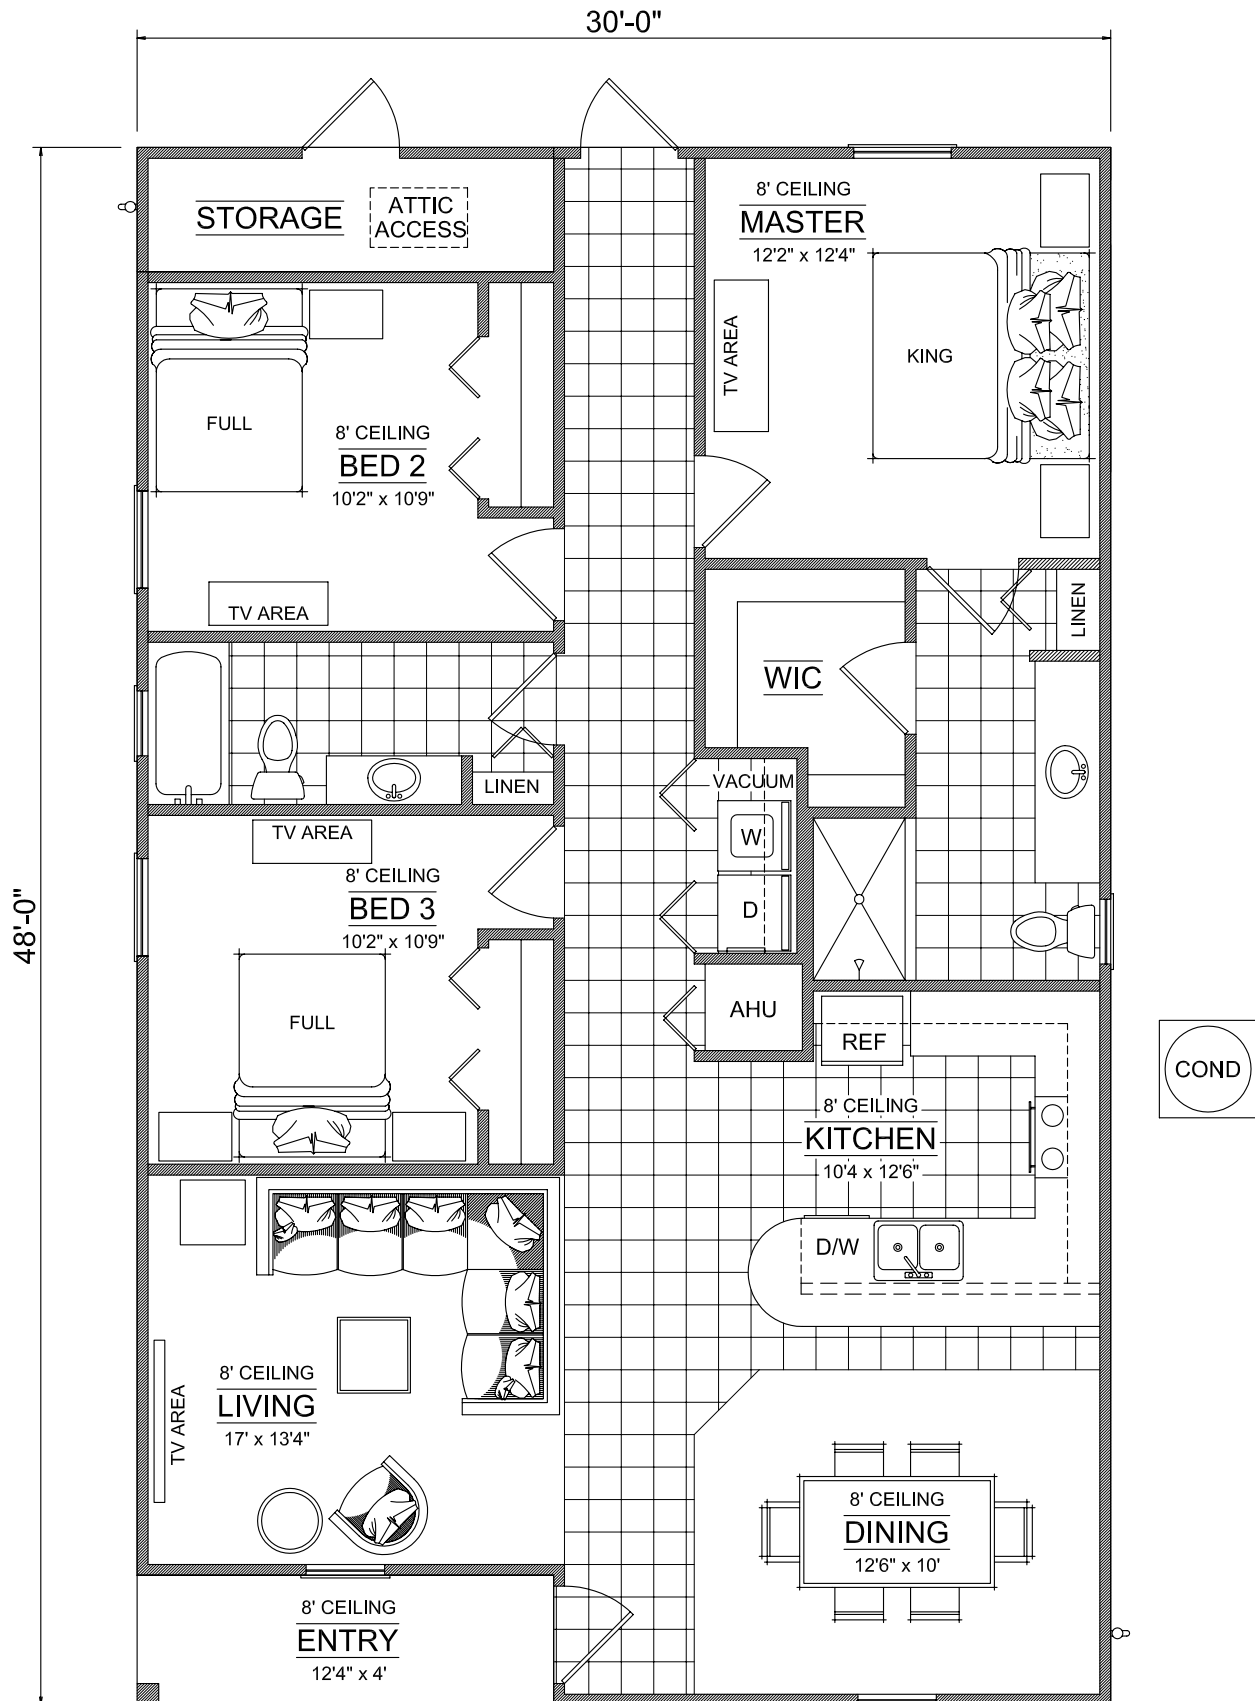 30'-0"
STORAGE
ATTIC
ACCESS
8' CEILING
MASTER
12'2" x 12'4"
TV AREA
KING
FULL
8' CEILING
BED 2
10'2" x 10'9"
TV AREA
LINEN
WIC
LINEN
VACUUM
W
D
AHU
TV AREA
8' CEILING
BED 3
10'2" x 10'9"
FULL
48'-0"
REF
COND
8' CEILING
KITCHEN
10'4 x 12'6"
D/W
8' CEILING
LIVING
17' x 13'4"
TV AREA
8' CEILING
DINING
12'6" x 10'
8' CEILING
ENTRY
12'4" x 4'